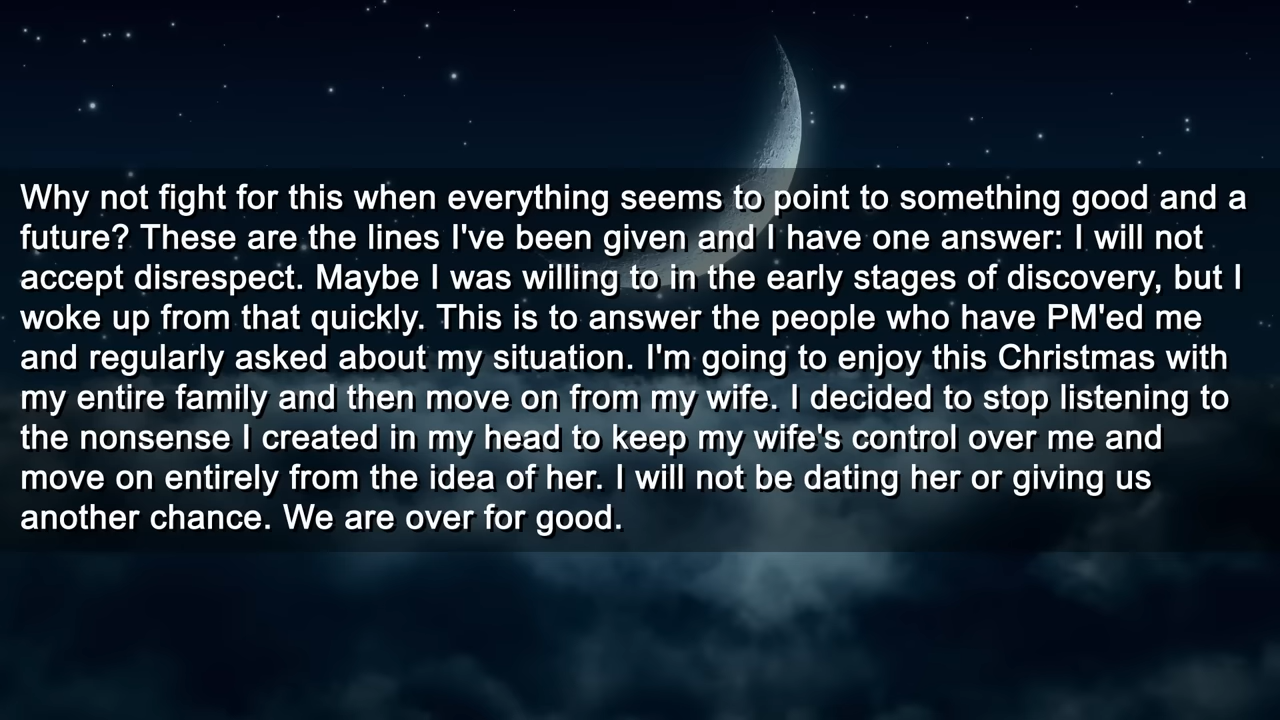 Why not fight for this when everything seems to point to something good and a
future? These are the lines I've been given and I have one answer: I will not
accept disrespect. Maybe I was willing to in the early stages of discovery, but I
woke up from that quickly. This is to answer the people who have PM'ed me
and regularly asked about my situation. I'm going to enjoy this Christmas with
my entire family and then move on from my wife. I decided to stop listening to
the nonsense I created in my head to keep my wife's control over me and
move on entirely from the idea of her. I will not be dating her or giving us
another chance. We are over for good.